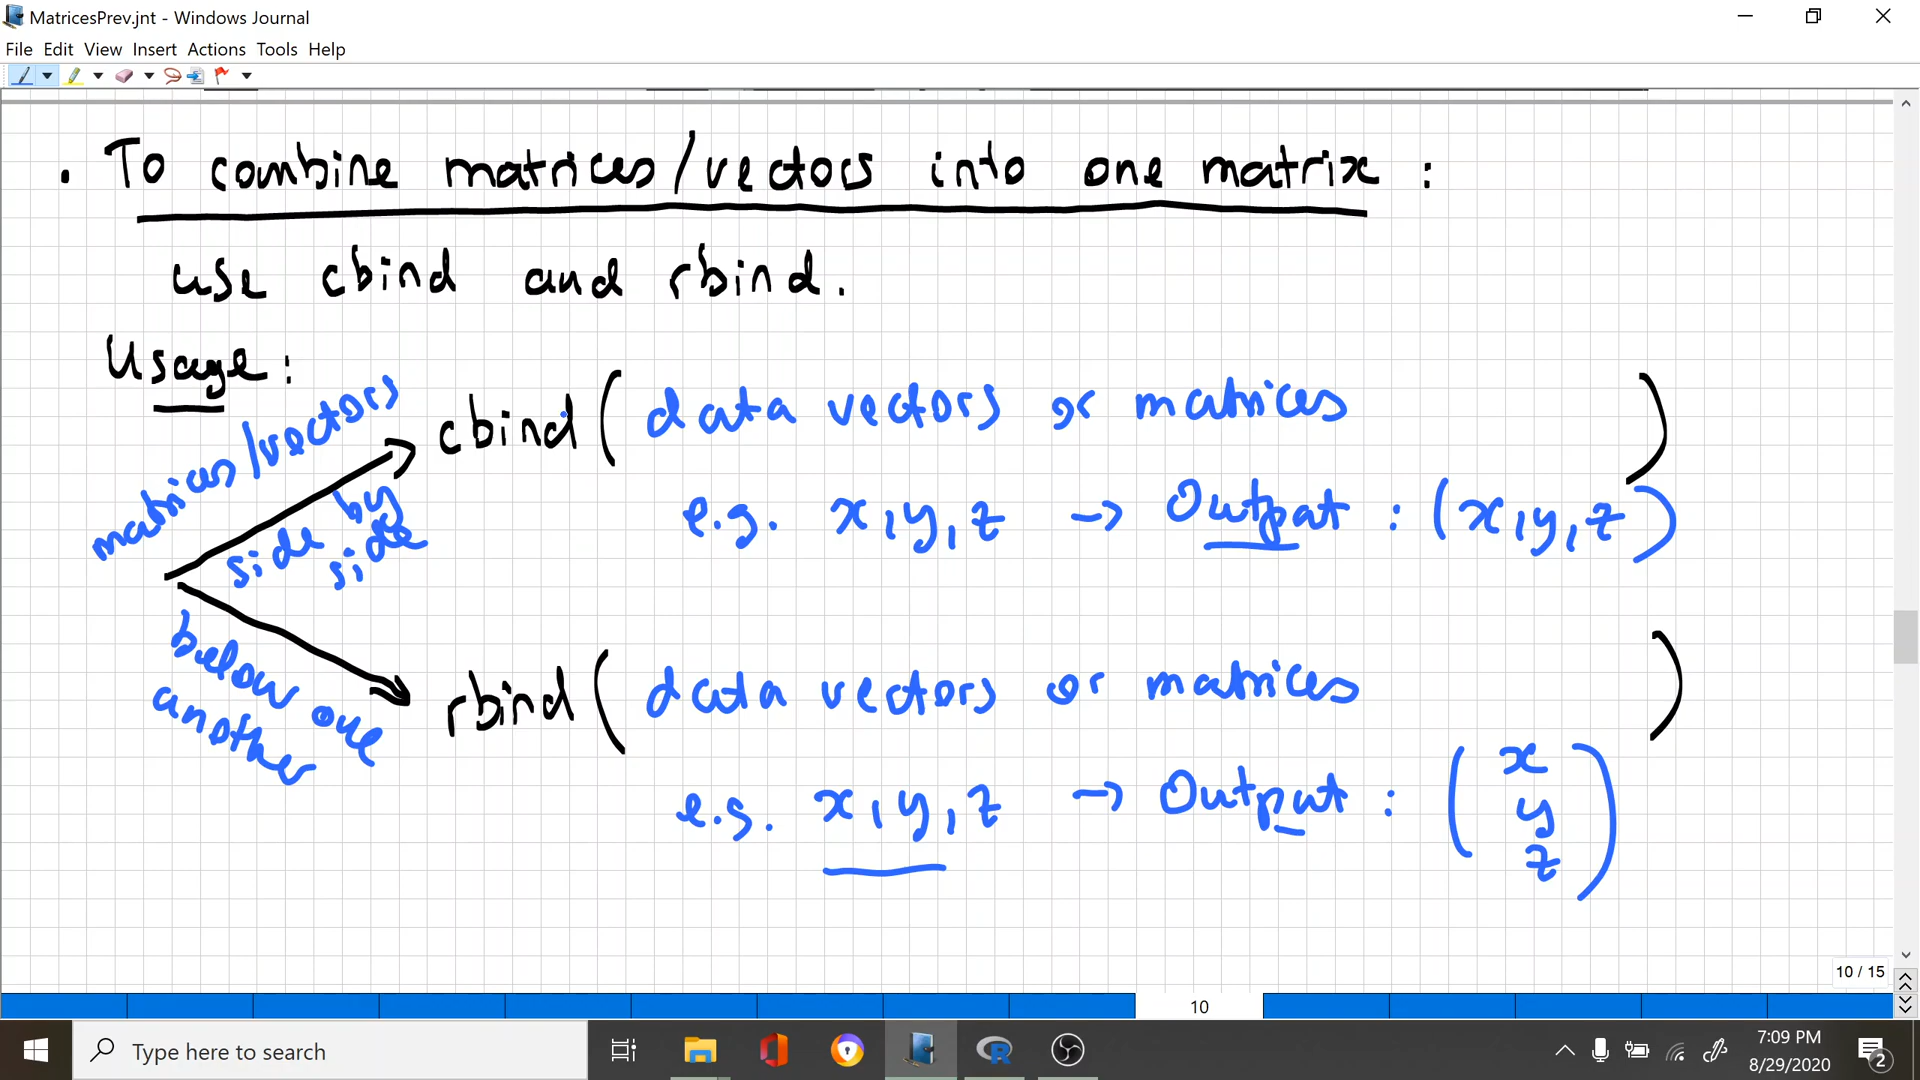 MatricesPrev.jnt - Windows Journal
File Edit View Insert Actions Tools Help
. To combine matrices/vectors into one matrix :
use cbind and rbind.
Usage:
matrices/vectors
side by side
cbind ( data vectors or matrices )
e.g. x, y, z → Output : (x, y, z)
below one another
rbind ( data vectors or matrices )
e.g. x, y, z → Output : ( x
y
z )
10 / 15
10
Type here to search
7:09 PM
8/29/2020
2